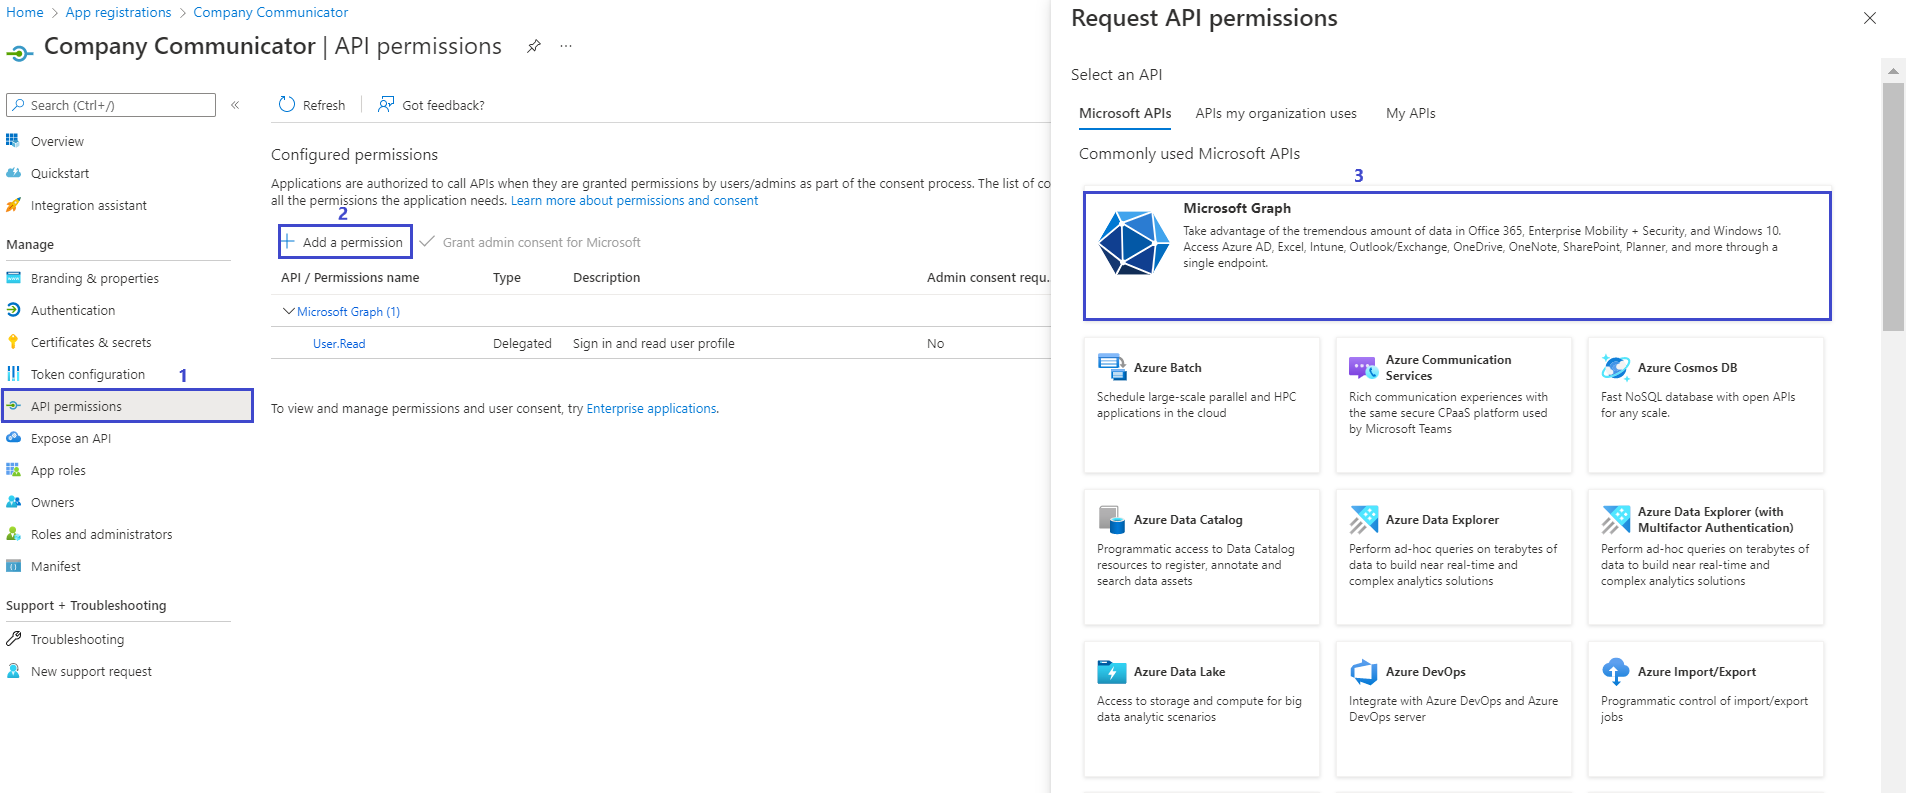 Home > App registrations > Company Communicator
Company Communicator | API permissions
Search (Ctrl+/)
Overview
Quickstart
Integration assistant
Manage
Branding & properties
Authentication
Certificates & secrets
Token configuration
1
API permissions
Expose an API
App roles
Owners
Roles and administrators
Manifest
Support + Troubleshooting
Troubleshooting
New support request
Refresh
Got feedback?
Configured permissions
Applications are authorized to call APIs when they are granted permissions by users/admins as part of the consent process. The list of co
all the permissions the application needs. Learn more about permissions and consent
2
Add a permission
Grant admin consent for Microsoft
API / Permissions name Type Description Admin consent requ.
Microsoft Graph (1)
User.Read Delegated Sign in and read user profile No
To view and manage permissions and user consent, try Enterprise applications.
Request API permissions
Select an API
Microsoft APIs APIs my organization uses My APIs
Commonly used Microsoft APIs
3
Microsoft Graph
Take advantage of the tremendous amount of data in Office 365, Enterprise Mobility + Security, and Windows 10.
Access Azure AD, Excel, Intune, Outlook/Exchange, OneDrive, OneNote, SharePoint, Planner, and more through a
single endpoint.
Azure Batch
Schedule large-scale parallel and HPC
applications in the cloud
Azure Communication
Services
Rich communication experiences with
the same secure CPaaS platform used
by Microsoft Teams
Azure Cosmos DB
Fast NoSQL database with open APIs
for any scale.
Azure Data Catalog
Programmatic access to Data Catalog
resources to register, annotate and
search data assets
Azure Data Explorer
Perform ad-hoc queries on terabytes of
data to build near real-time and
complex analytics solutions
Azure Data Explorer (with
Multifactor Authentication)
Perform ad-hoc queries on terabytes of
data to build near real-time and
complex analytics solutions
Azure Data Lake
Access to storage and compute for big
data analytic scenarios
Azure DevOps
Integrate with Azure DevOps and Azure
DevOps server
Azure Import/Export
Programmatic control of import/export
jobs